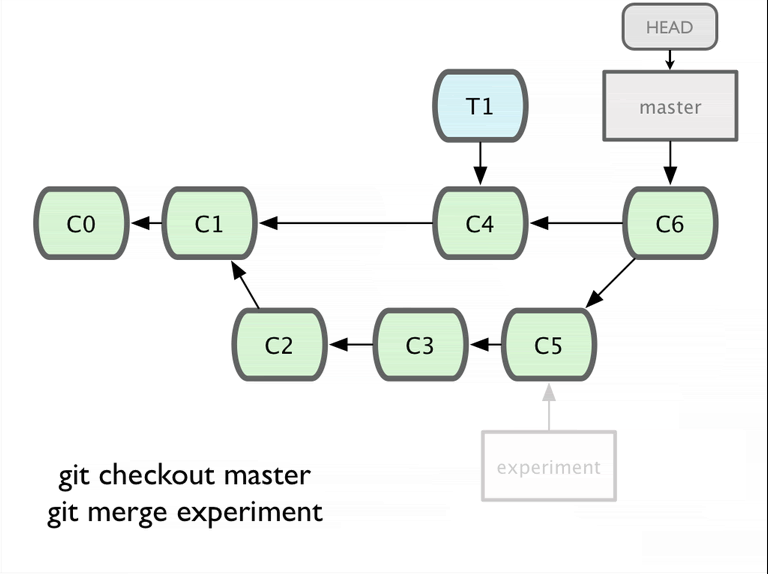 HEAD
T1
master
C0
C1
C4
C6
C2
C3
C5
experiment
git checkout master
git merge experiment